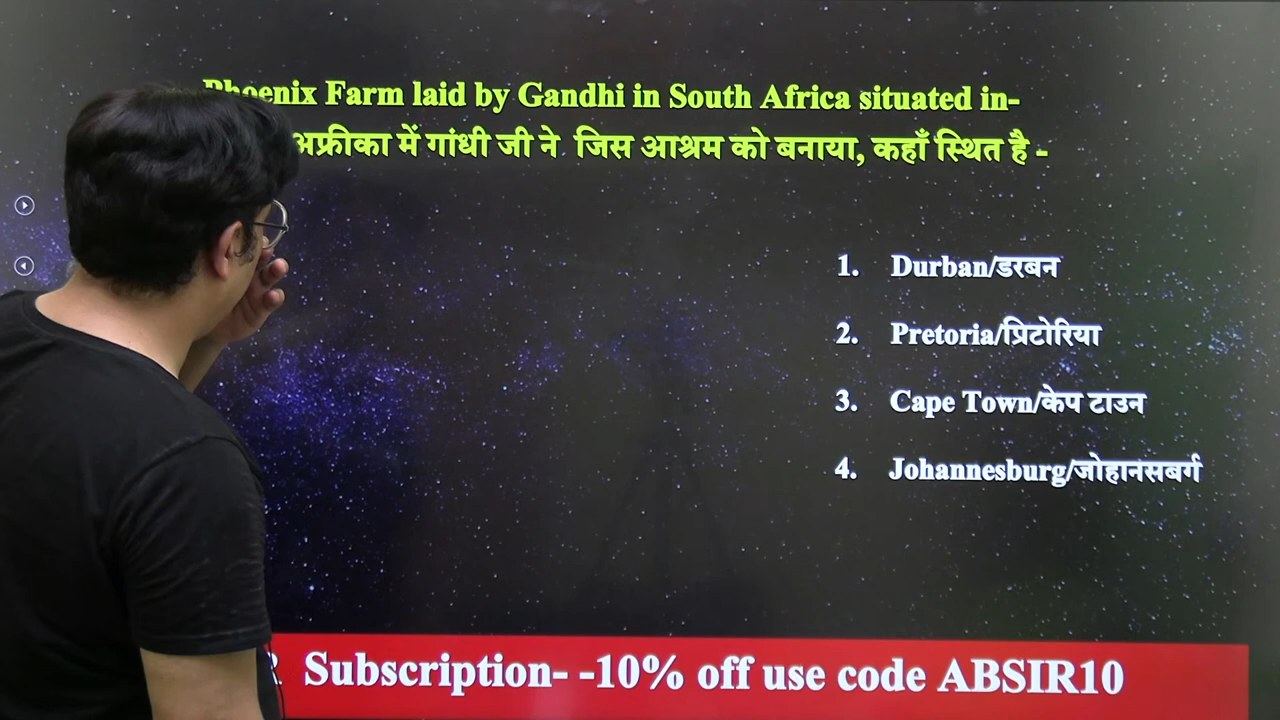 Phoenix Farm laid by Gandhi in South Africa situated in-
अफ्रीका में गांधी जी ने जिस आश्रम को बनाया, कहाँ स्थित है -
1. Durban/डरबन
2. Pretoria/प्रिटोरिया
3. Cape Town/केप टाउन
4. Johannesburg/जोहानसबर्ग
Subscription- -10% off use code ABSIR10